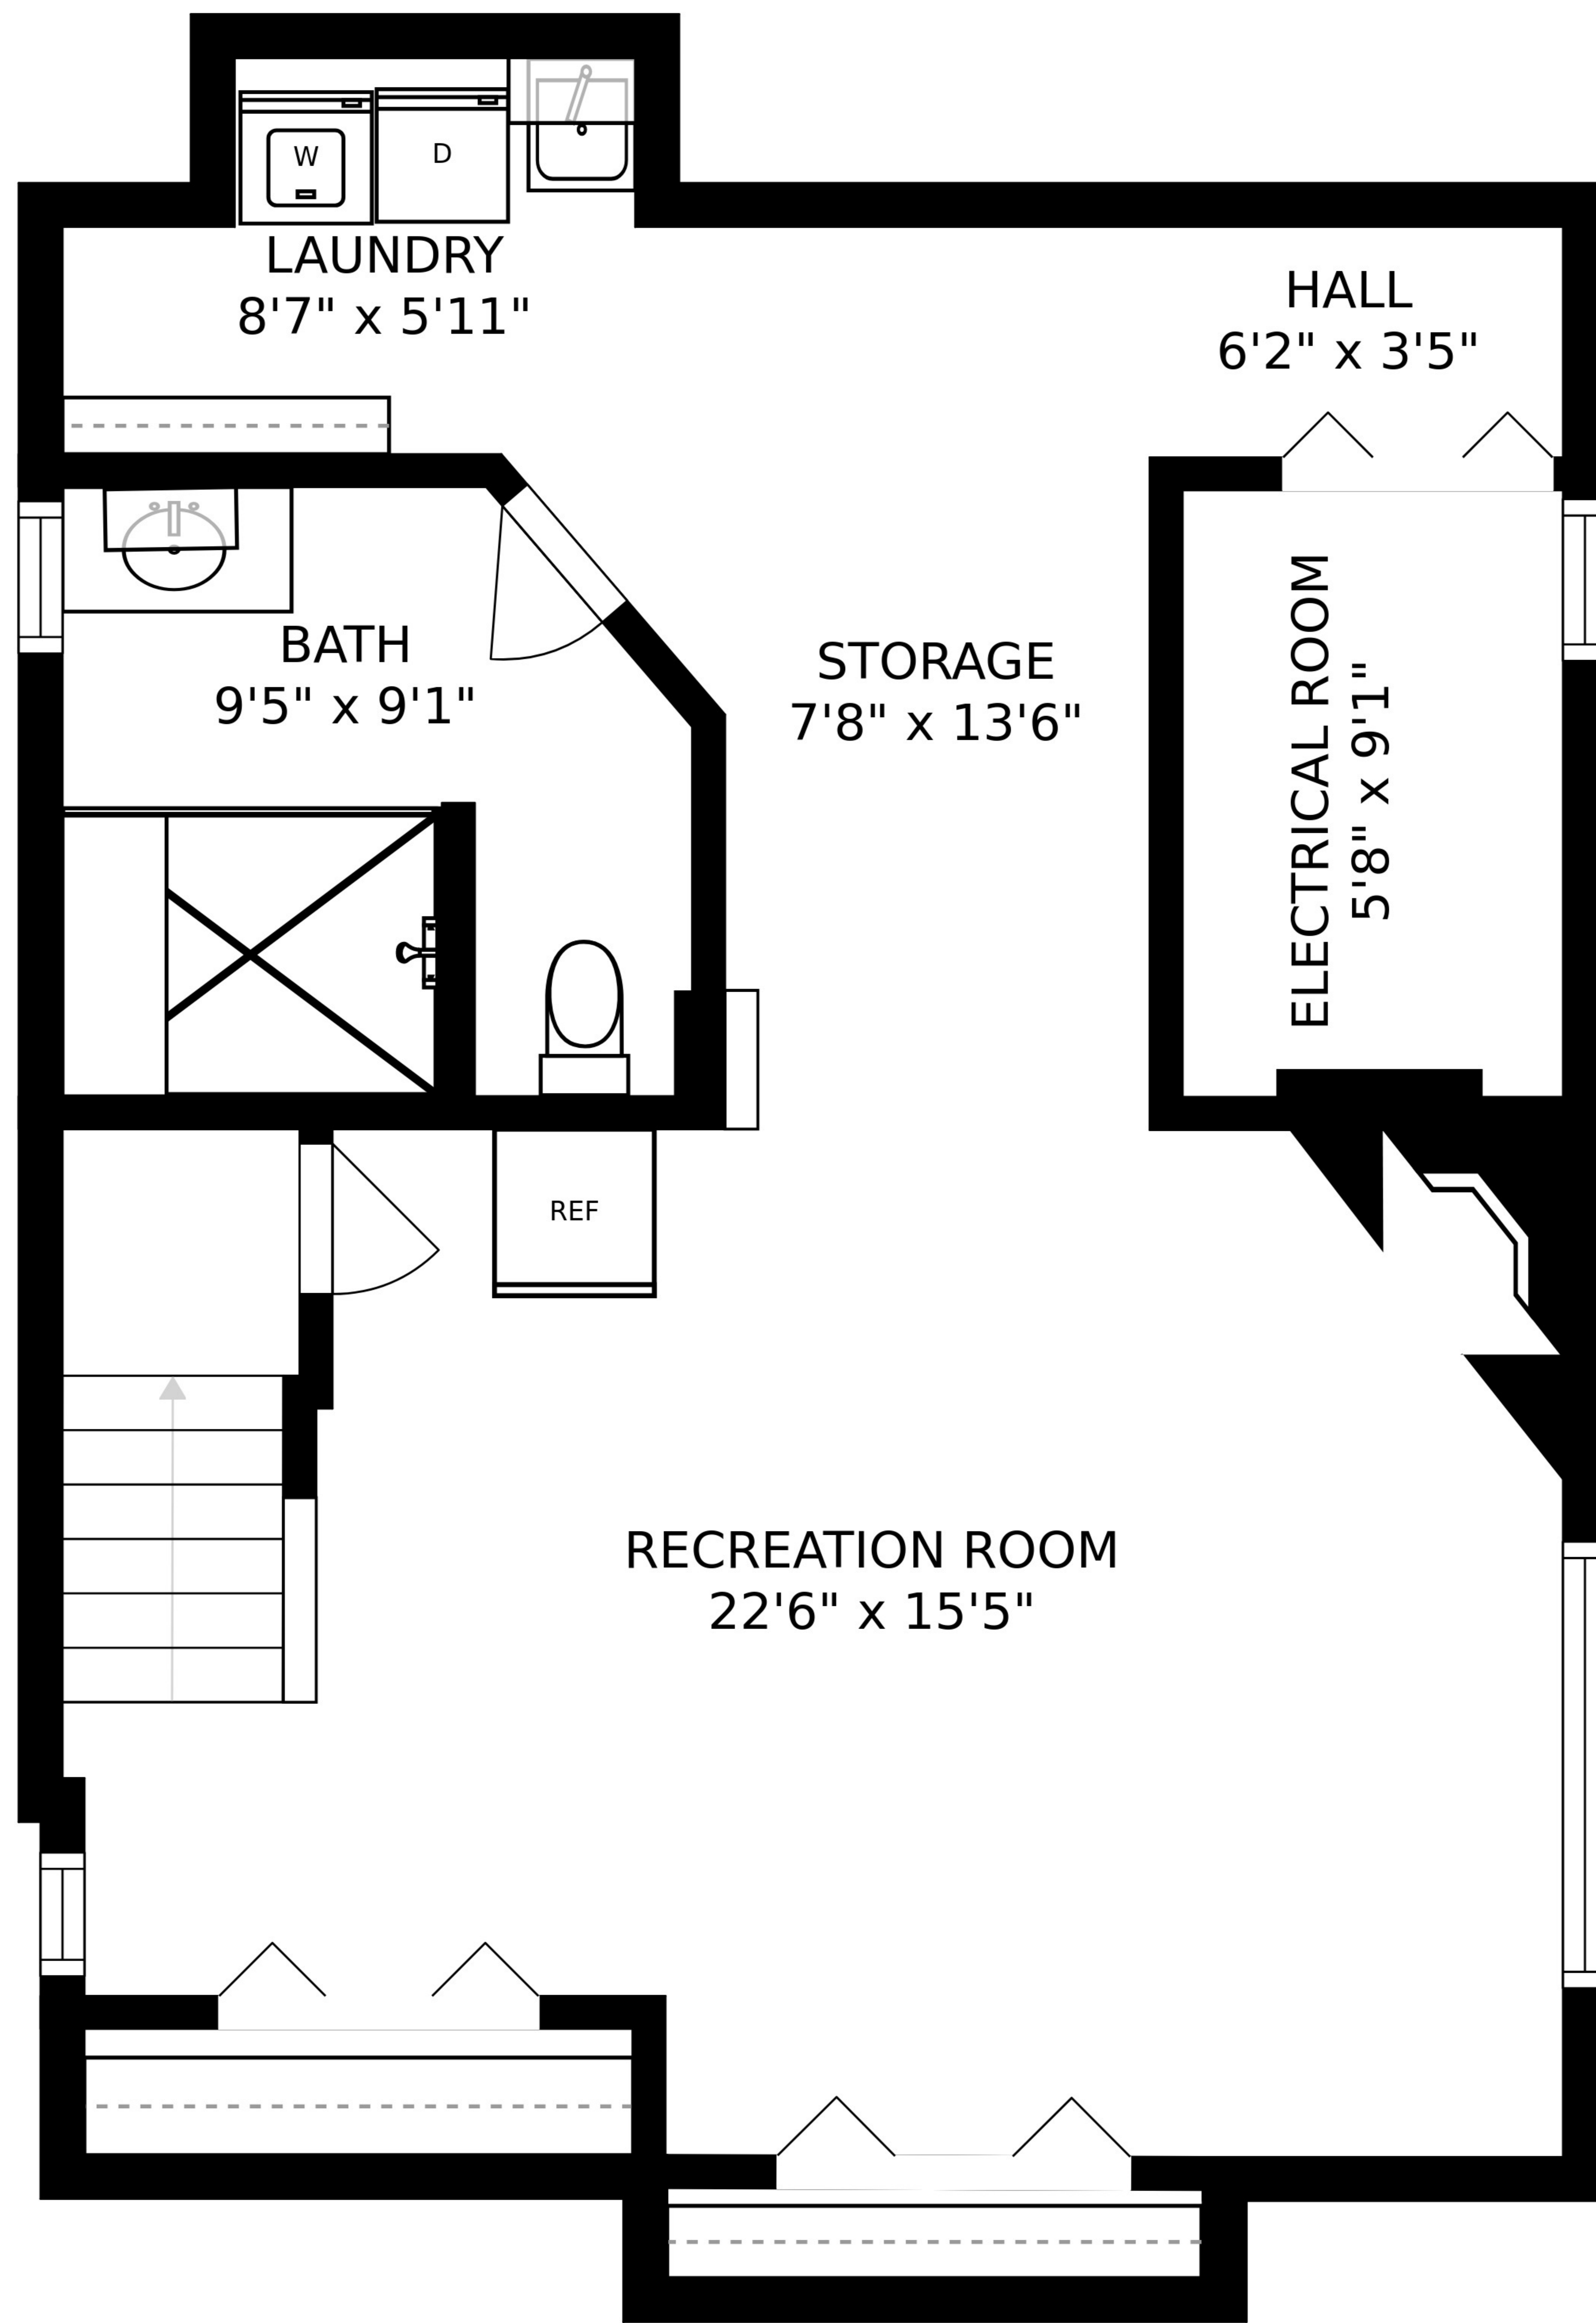 W
D
LAUNDRY
8'7" x 5'11"
HALL
6'2" x 3'5"
BATH
9'5" x 9'1"
STORAGE
7'8" x 13'6"
ELECTRICAL ROOM
5'8" x 9'1"
REF
RECREATION ROOM
22'6" x 15'5"